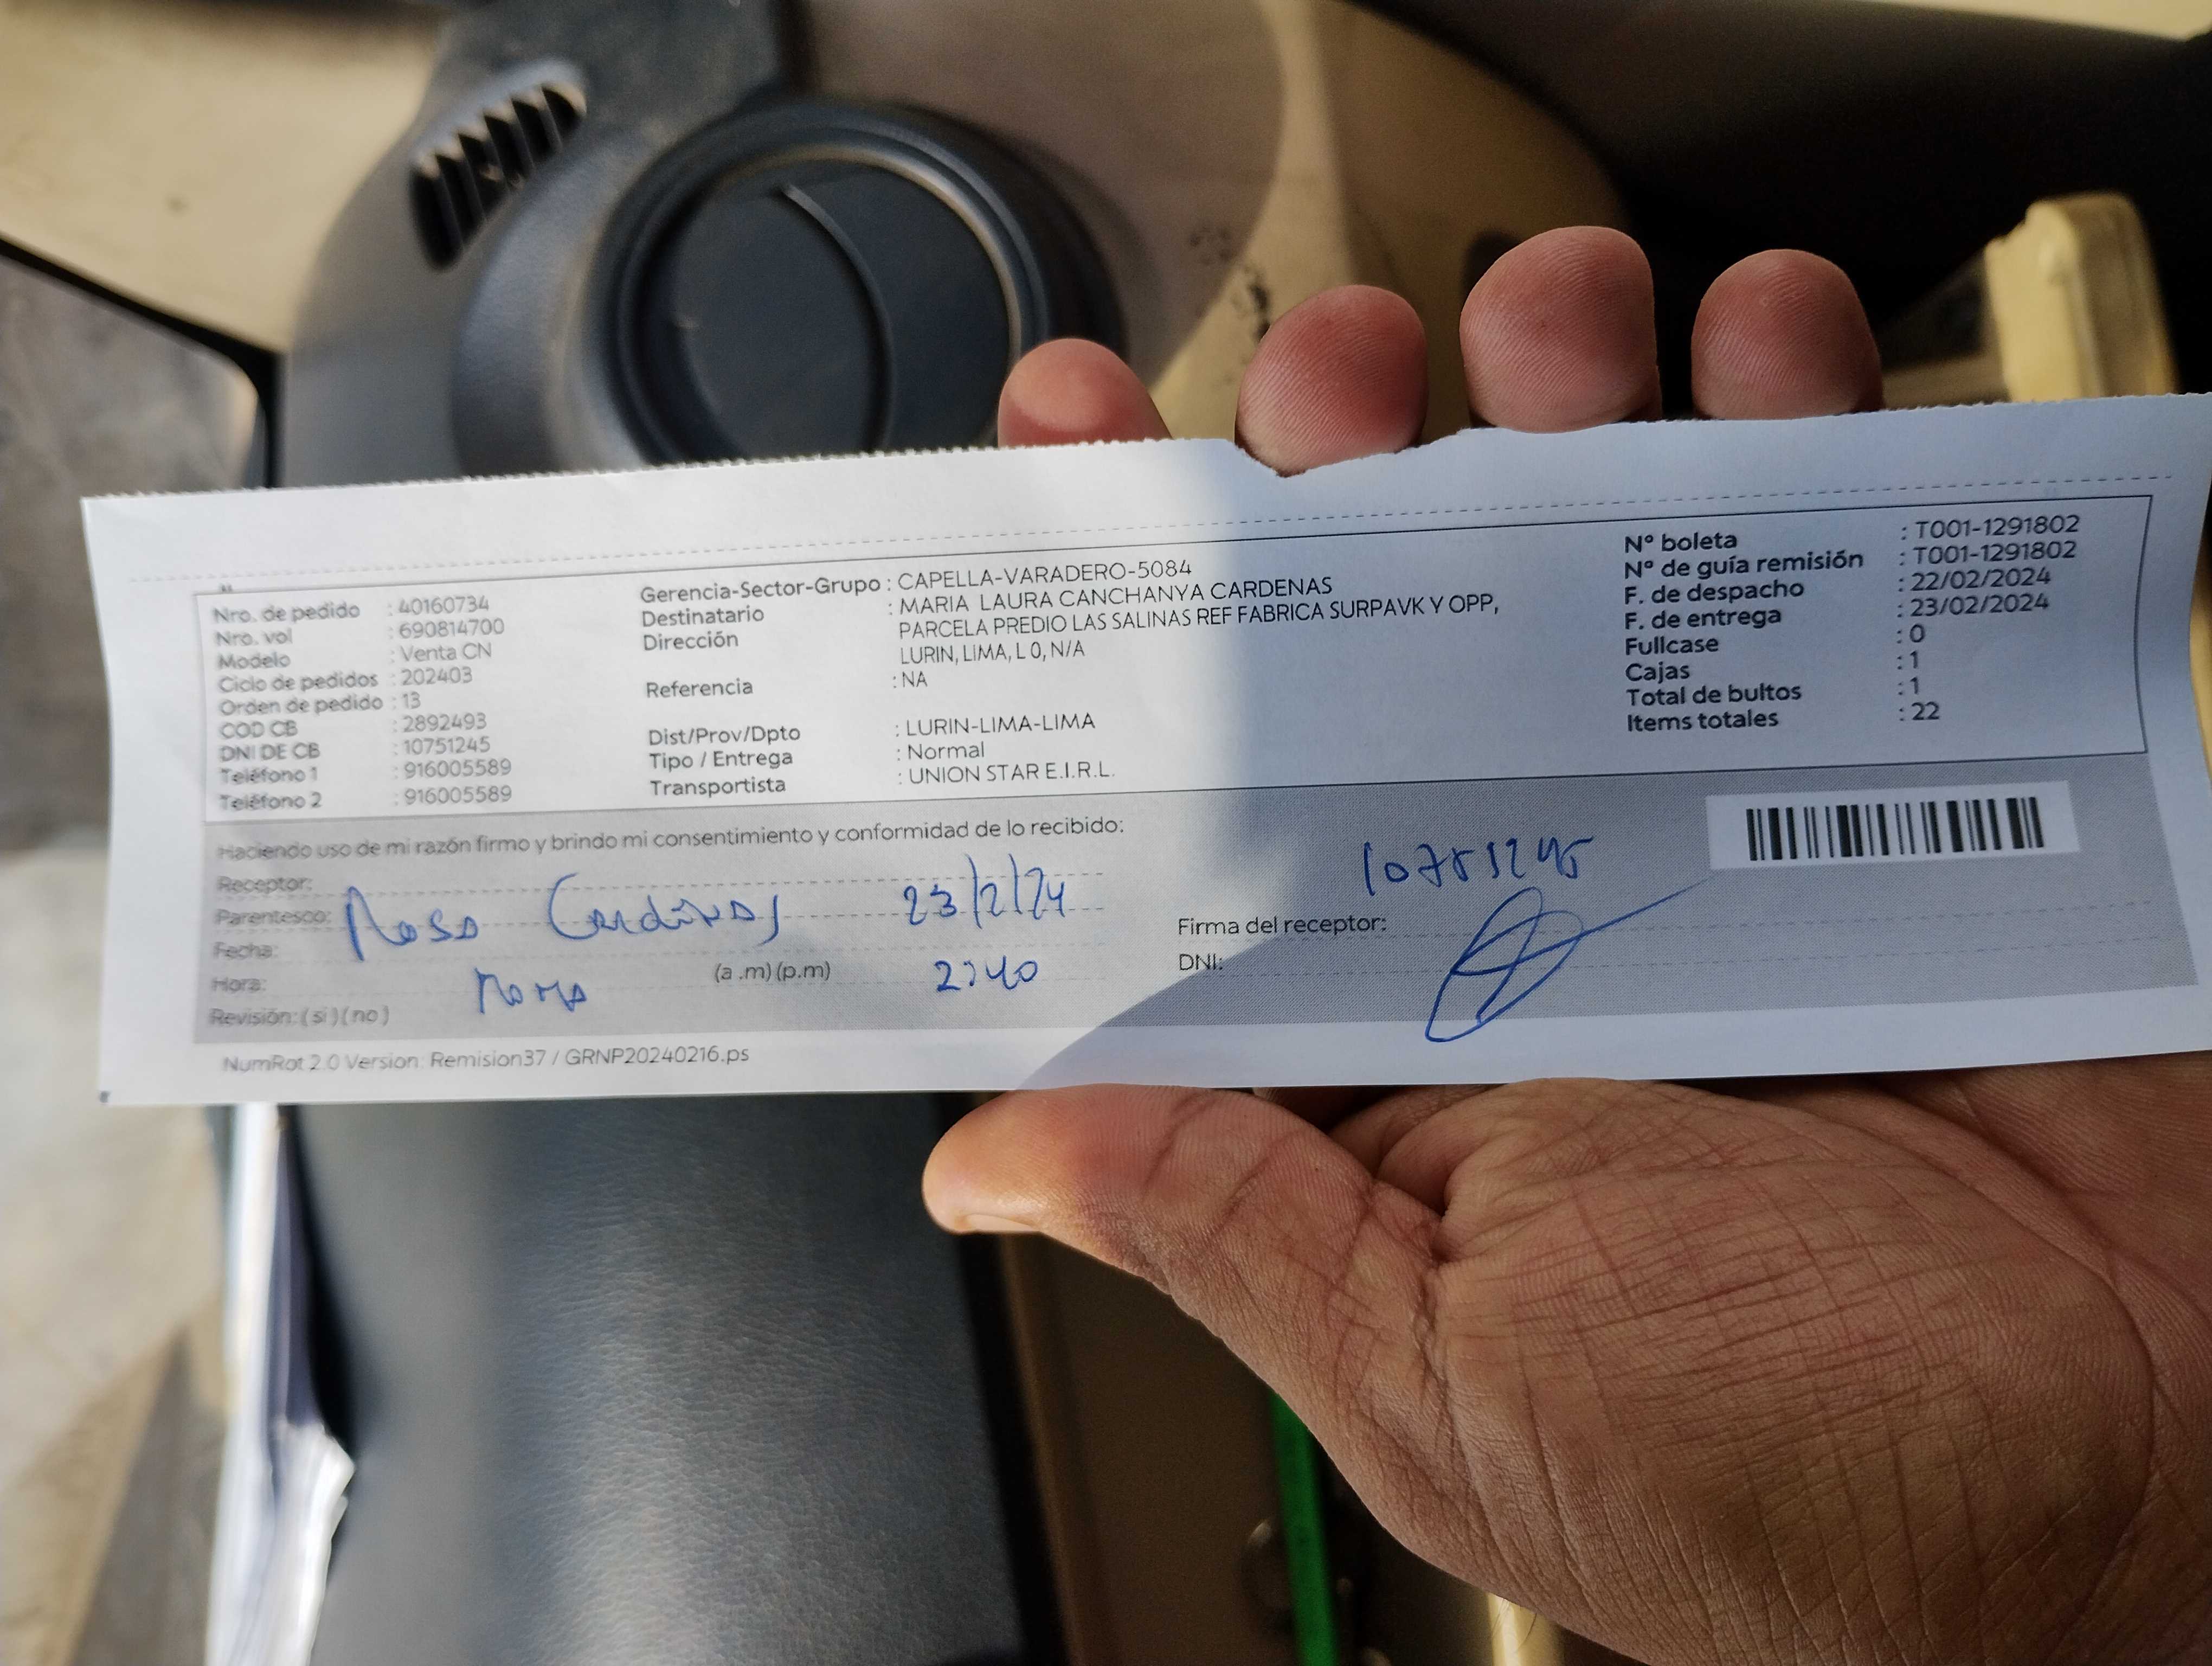 Nro. de pedido : 40160734
Nro. vol : 690814700
Modelo : Venta CN
Ciclo de pedidos : 202403
Orden de pedido : 13
COD CB : 2892493
DNI DE CB : 10751245
Teléfono 1 : 916005589
Teléfono 2 : 916005589
Gerencia-Sector-Grupo : CAPELLA-VARADERO-5084
Destinatario : MARIA LAURA CANCHANYA CARDENAS
Dirección PARCELA PREDIO LAS SALINAS REF FABRICA SURPAVK Y OPP,
LURIN, LIMA, L 0, N/A
Referencia : NA
Dist/Prov/Dpto : LURIN-LIMA-LIMA
Tipo / Entrega : Normal
Transportista : UNION STAR E.I.R.L.
Nº boleta : T001-1291802
Nº de guía remisión : T001-1291802
F. de despacho : 22/02/2024
F. de entrega : 23/02/2024
Fullcase : 0
Cajas : 1
Total de bultos : 1
Items totales : 22
Haciendo uso de mi razón firmo y brindo mi consentimiento y conformidad de lo recibido:
Receptor:
Parentesco: Rosa Cardenas 23/2/24
Fecha:
Hora: (a .m) (p.m) 2:40
Revisión: ( si ) ( no )
10751245
Firma del receptor:
DNI:
NumRot 2.0 Version: Remision37 / GRNP20240216.ps